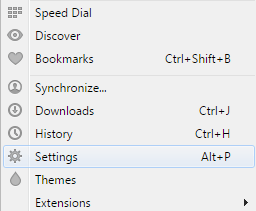 Speed Dial
Discover
Bookmarks Ctrl+Shift+B
Synchronize...
Downloads Ctrl+J
History Ctrl+H
Settings Alt+P
Themes
Extensions